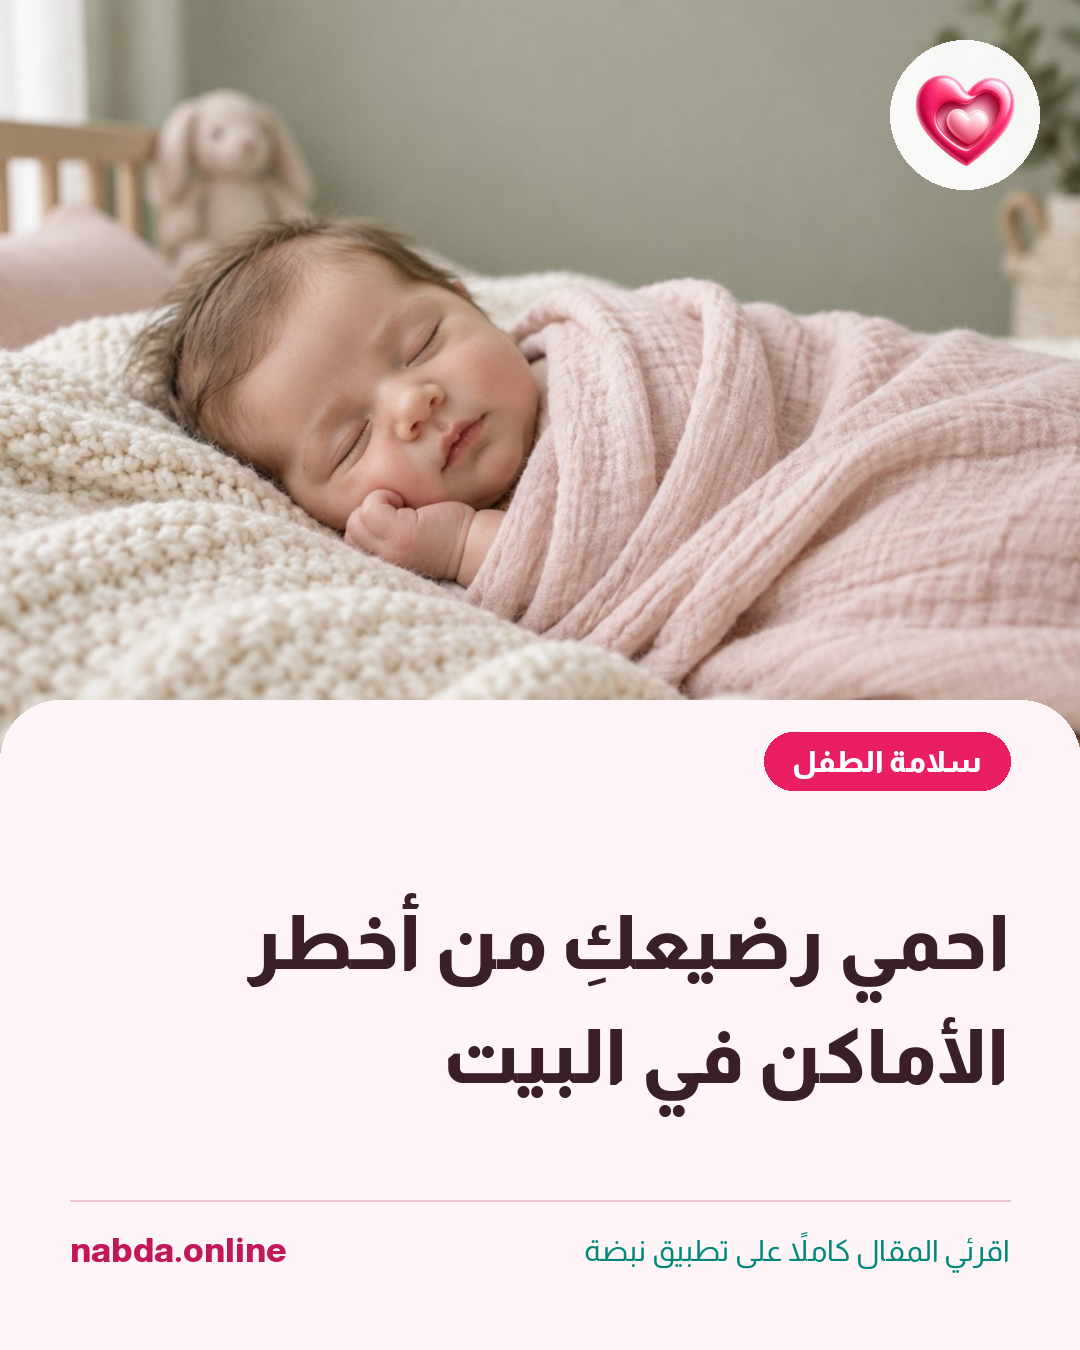 سلامة الطفل
احمي رضيعكِ من أخطر
الأماكن في البيت
اقرئي المقال كاملًا على تطبيق نبضة
nabda.online